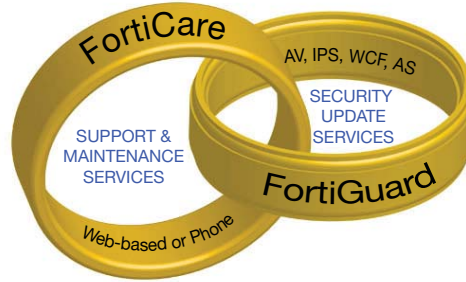 FortiCare
SUPPORT &
MAINTENANCE
SERVICES
Web-based or Phone
AV, IPS, WCF, AS
SECURITY
UPDATE
SERVICES
FortiGuard